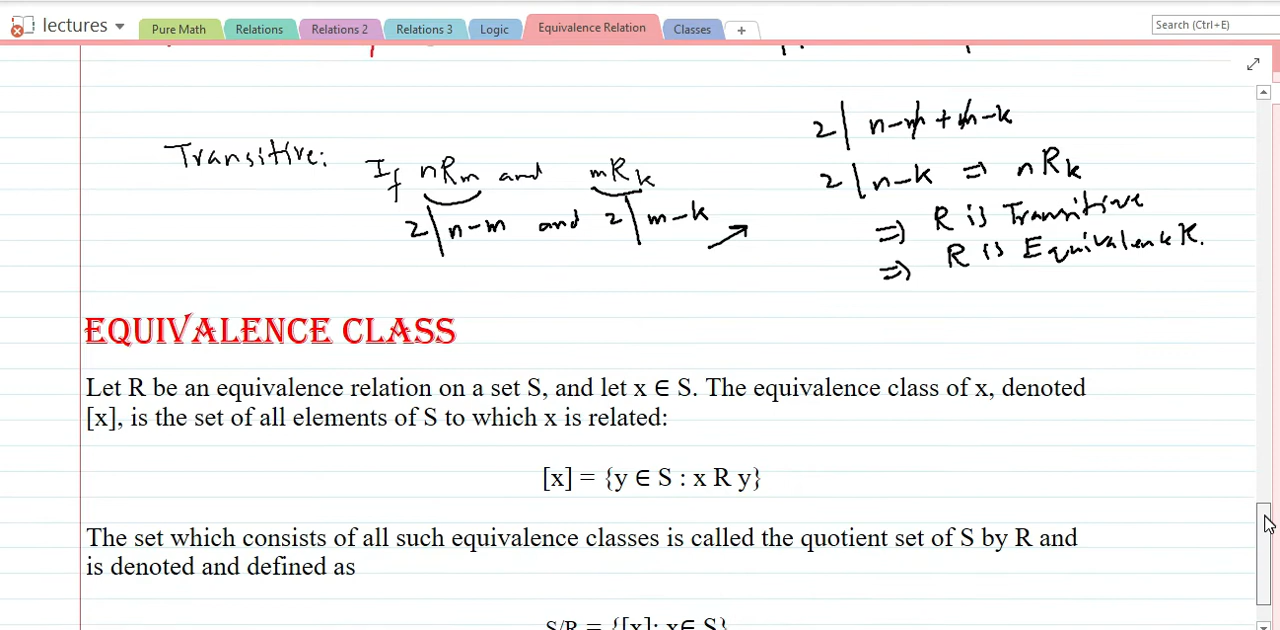 lectures
Pure Math Relations Relations 2 Relations 3 Logic Equivalence Relation Classes +
Search (Ctrl+E)
2 | n-m + m-k
Transitive: If nRm and mRk
2 | n-k ⇒ nRk
2 | n-m and 2 | m-k
⇒ R is Transitive
⇒ R is Equivalence R.
EQUIVALENCE CLASS
Let R be an equivalence relation on a set S, and let x ∈ S. The equivalence class of x, denoted
[x], is the set of all elements of S to which x is related:
[x] = {y ∈ S : x R y}
The set which consists of all such equivalence classes is called the quotient set of S by R and
is denoted and defined as
S/R = {[x]: x∈ S}